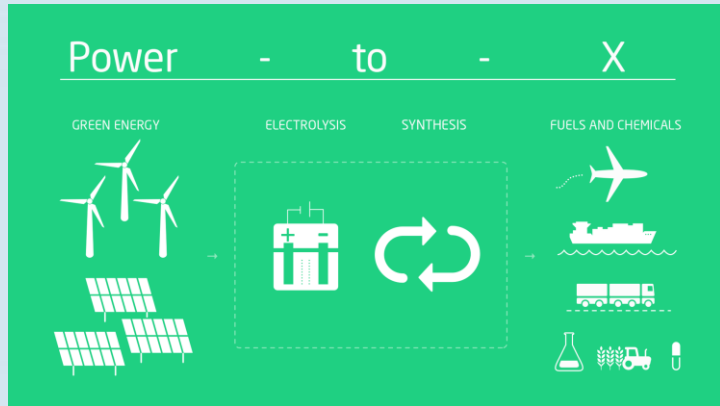 Power - to - X
GREEN ENERGY ELECTROLYSIS SYNTHESIS FUELS AND CHEMICALS
+ -